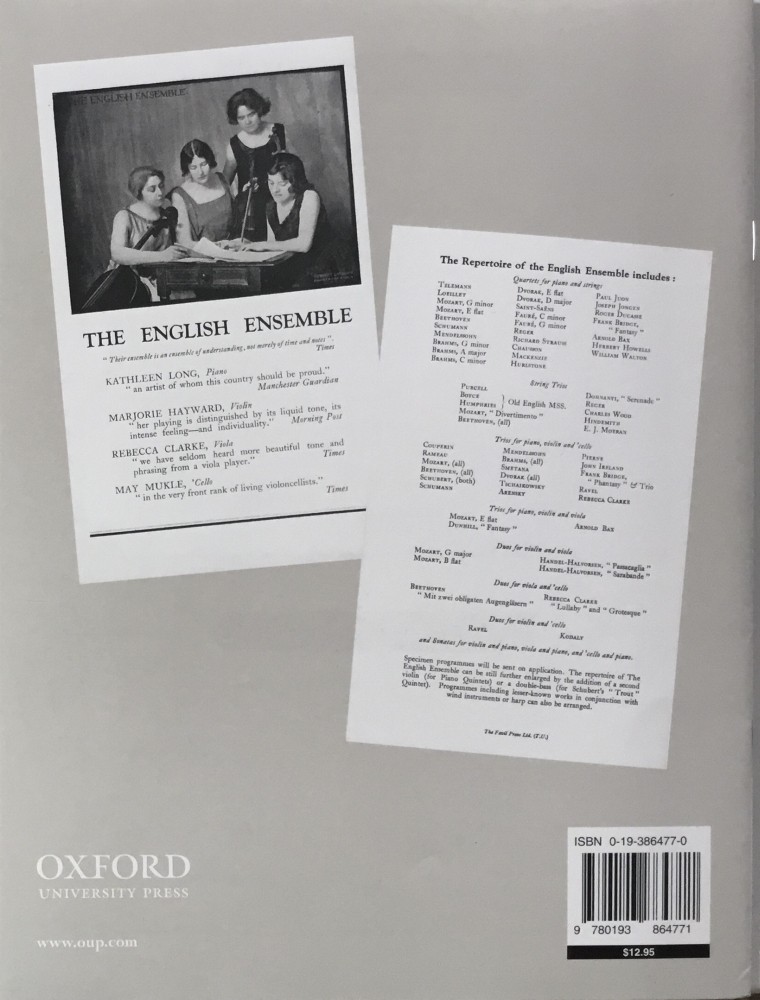 THE ENGLISH ENSEMBLE
THE ENGLISH ENSEMBLE
" Their ensemble is an ensemble of understanding, not merely of time and notes ".
Times
KATHLEEN LONG, Piano
" an artist of whom this country should be proud."
Manchester Guardian
MARJORIE HAYWARD, Violin
" her playing is distinguished by its liquid tone, its
intense feeling—and individuality." Morning Post
REBECCA CLARKE, Viola
" we have seldom heard more beautiful tone and
phrasing from a viola player." Times
MAY MUKLE, 'Cello
" in the very front rank of living violoncellists."
Times
The Repertoire of the English Ensemble includes :
Quartets for piano and strings
TELEMANN
LOEILLET
MOZART, G minor
MOZART, E flat
BEETHOVEN
SCHUMANN
MENDELSSOHN
BRAHMS, G minor
BRAHMS, A major
BRAHMS, C minor
DVORAK, E flat
DVORAK, D major
SAINT-SAËNS
FAURÉ, C minor
FAURÉ, G minor
REGER
RICHARD STRAUSS
CHAUSSON
MACKENZIE
HURLSTONE
PAUL JUON
JOSEPH JONGEN
ROGER DUCASSE
FRANK BRIDGE,
" Fantasy "
ARNOLD BAX
HERBERT HOWELLS
WILLIAM WALTON
String Trios
PURCELL
BOYCE
HUMPHRIES } Old English MSS.
MOZART, " Divertimento "
BEETHOVEN, (all)
DOHNANYI, " Serenade "
REGER
CHARLES WOOD
HINDEMITH
E. J. MOERAN
Trios for piano, violin and 'cello
COUPERIN
RAMEAU
MOZART, (all)
BEETHOVEN, (all)
SCHUBERT, (both)
SCHUMANN
MENDELSSOHN
BRAHMS, (all)
SMETANA
DVORAK (all)
TSCHAIKOWSKY
ARENSKY
PIERNE
JOHN IRELAND
FRANK BRIDGE,
" Phantasy " & Trio
RAVEL
REBECCA CLARKE
Trios for piano, violin and viola
MOZART, E flat
DUNHILL, " Fantasy "
ARNOLD BAX
Duos for violin and viola
MOZART, G major
MOZART, B flat
HANDEL-HALVORSEN, " Passacaglia "
HANDEL-HALVORSEN, " Sarabande "
Duos for viola and 'cello
BEETHOVEN
" Mit zwei obligaten Augengläsern "
REBECCA CLARKE
" Lullaby " and " Grotesque "
Duos for violin and 'cello
RAVEL KODALY
and Sonatas for violin and piano, viola and piano, and 'cello and piano.
Specimen programmes will be sent on application. The repertoire of The
English Ensemble can be still further enlarged by the addition of a second
violin (for Piano Quintets) or a double-bass (for Schubert's " Trout "
Quintet). Programmes including lesser-known works in conjunction with
wind instruments or harp can also be arranged.
Press Ltd. (T.U.)
OXFORD
UNIVERSITY PRESS
www.oup.com
ISBN 0-19-386477-0
9 780193 864771
$12.95